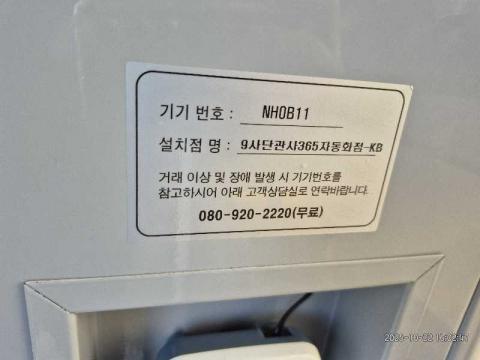 기기 번호 : NH0B11
설치점 명 : 9사단관사365자동화점-KB
거래 이상 및 장애 발생 시 기기번호를
참고하시어 아래 고객상담실로 연락바랍니다.
080-920-2220(무료)